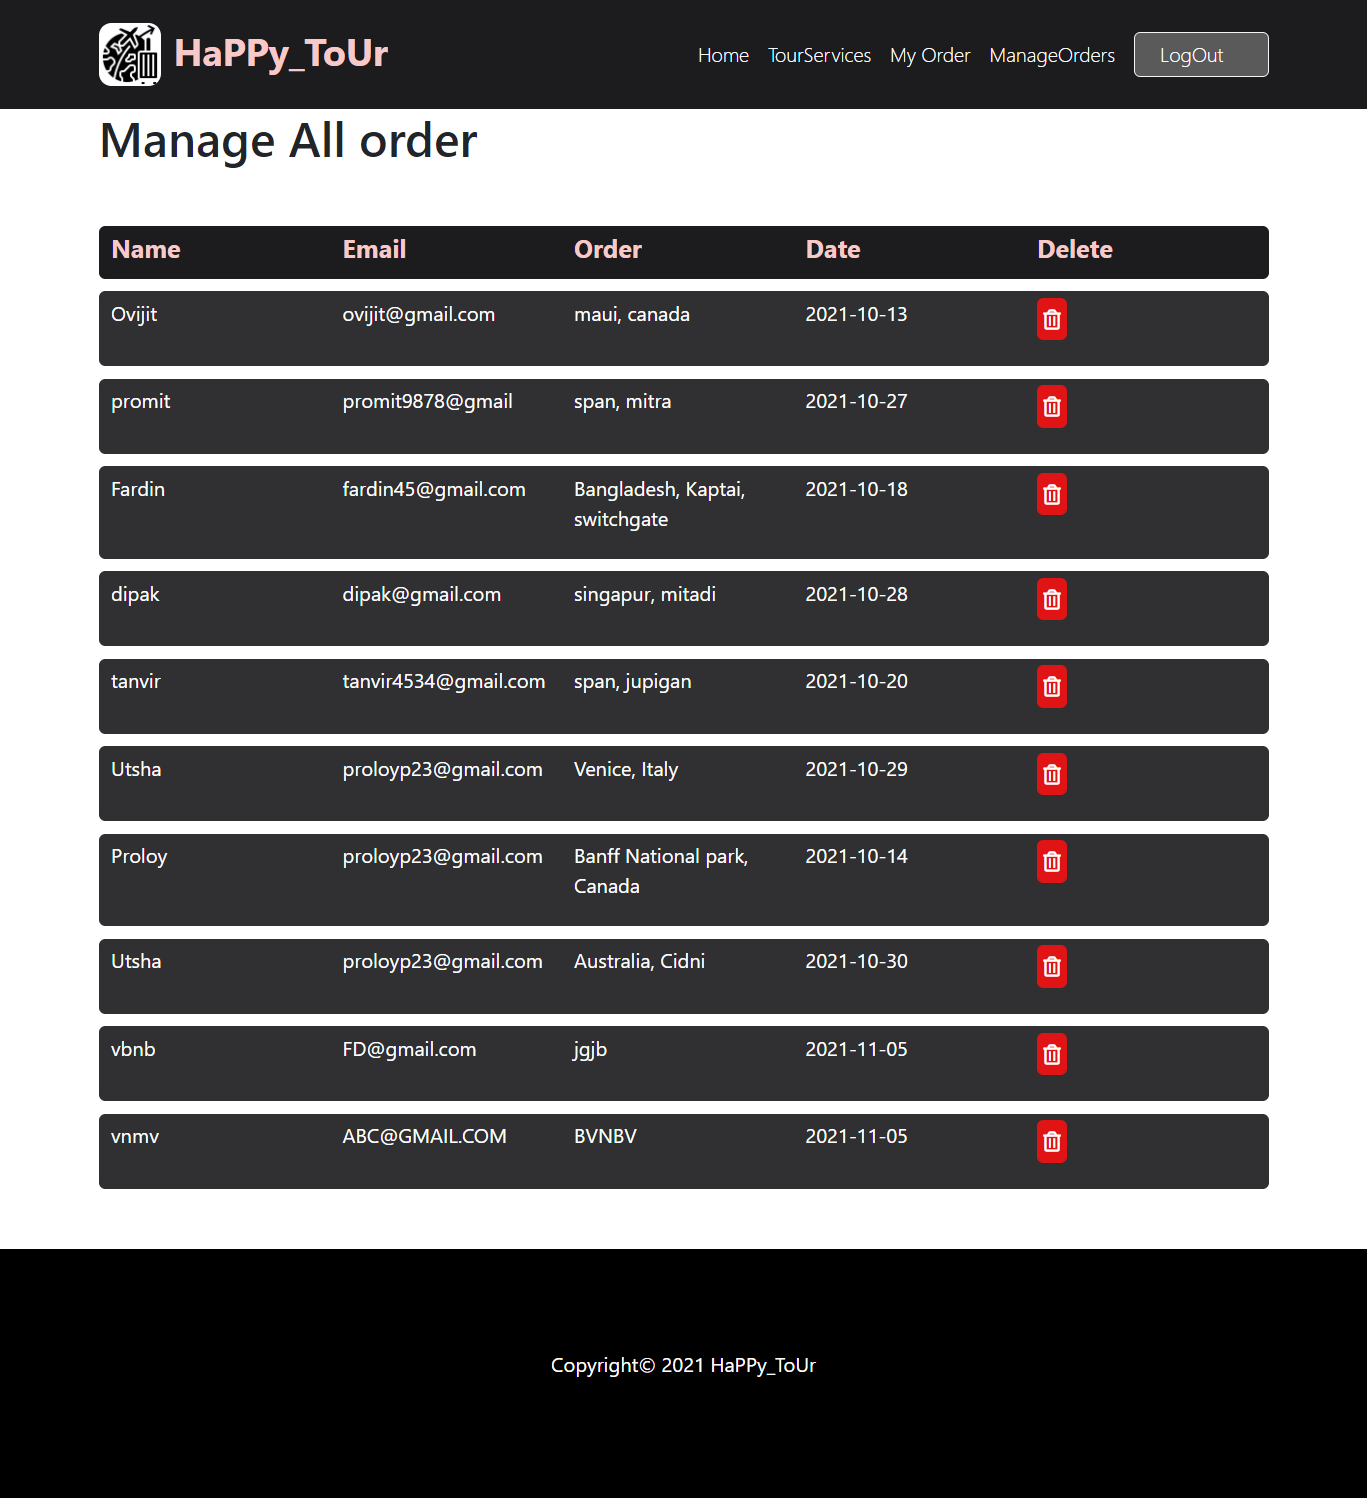 HaPPy_ToUr
Home TourServices My Order ManageOrders LogOut
Manage All order
Name Email Order Date Delete
Ovijit ovijit@gmail.com maui, canada 2021-10-13
promit promit9878@gmail span, mitra 2021-10-27
Fardin fardin45@gmail.com Bangladesh, Kaptai, 2021-10-18
switchgate
dipak dipak@gmail.com singapur, mitadi 2021-10-28
tanvir tanvir4534@gmail.com span, jupigan 2021-10-20
Utsha proloyp23@gmail.com Venice, Italy 2021-10-29
Proloy proloyp23@gmail.com Banff National park, 2021-10-14
Canada
Utsha proloyp23@gmail.com Australia, Cidni 2021-10-30
vbnb FD@gmail.com jgjb 2021-11-05
vnmv ABC@GMAIL.COM BVNBV 2021-11-05
Copyright© 2021 HaPPy_ToUr